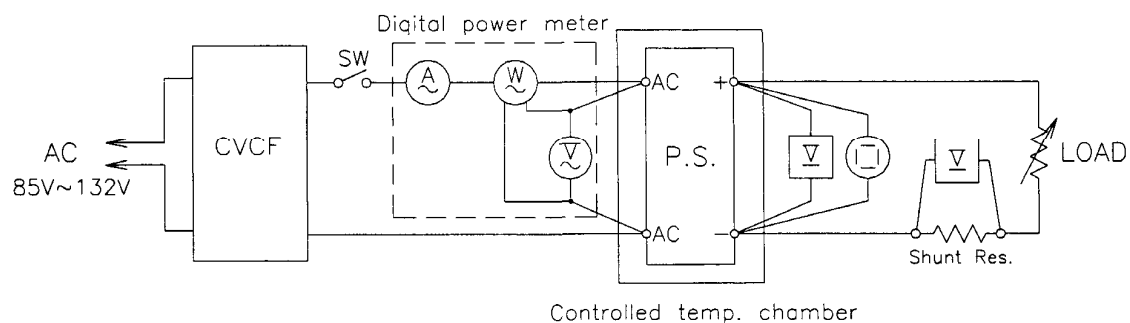 Digital power meter
SW
A
W
AC
+
CVCF
AC
85V~132V
V
P.S.
V
V
LOAD
AC
−
Shunt Res.
Controlled temp. chamber